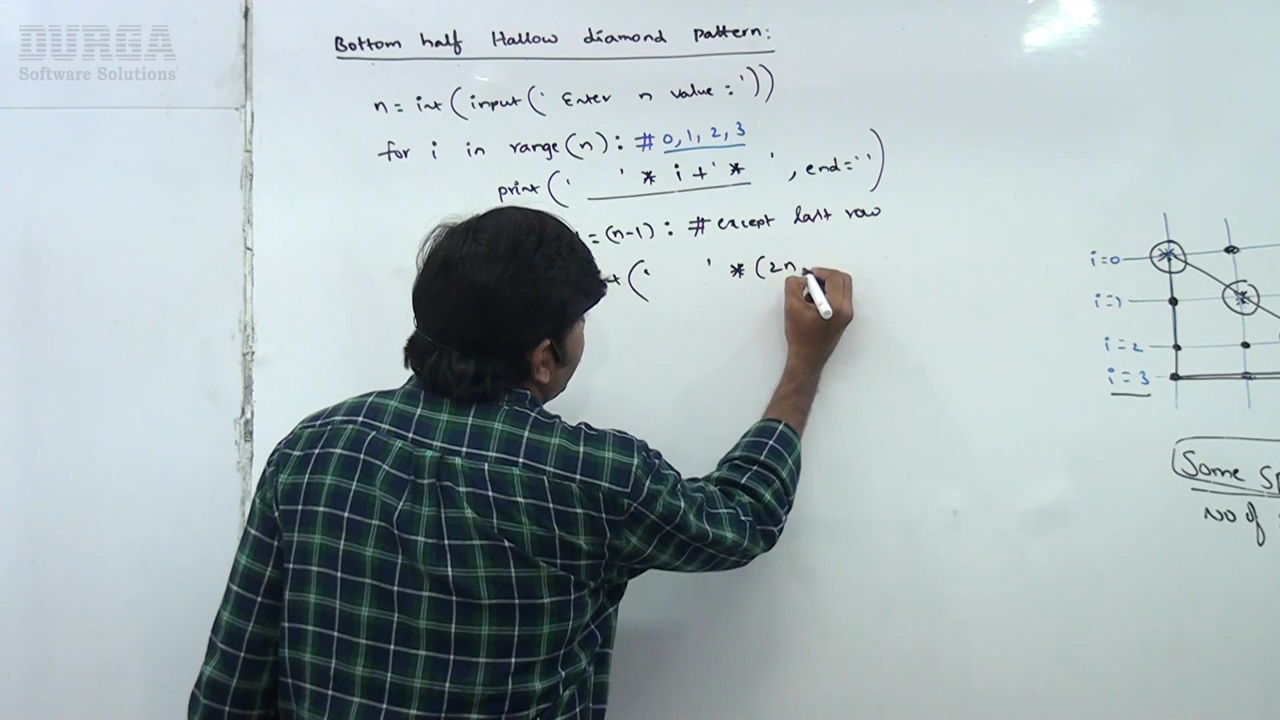 DURGA
Software Solutions
Bottom half Hallow diamond pattern:
n = int(input('Enter n value:'))
for i in range(n): # 0, 1, 2, 3
print(' ' * i + '* ', end='')
= (n-1): # except last row
(' ' * (2n
i=0
i=1
i=2
i=3
Some
No of